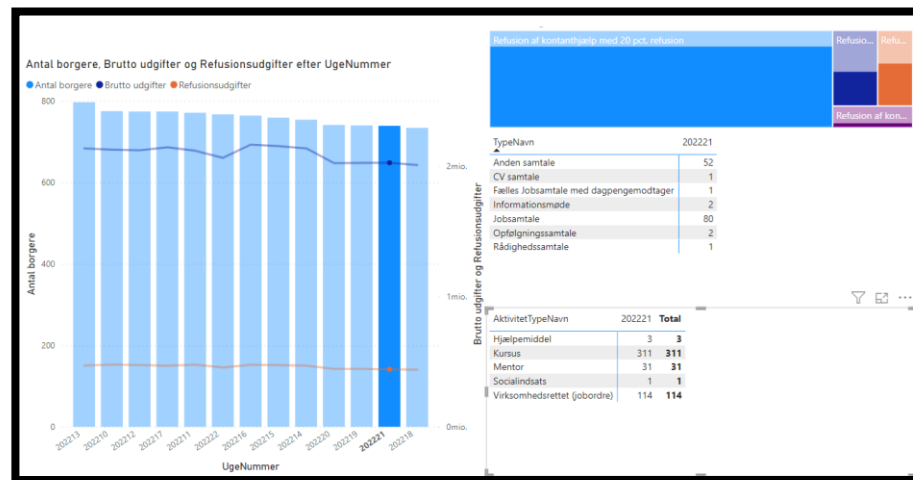 Antal borgere, Brutto udgifter og Refusionsudgifter efter UgeNummer
Antal borgere Brutto udgifter Refusionsudgifter
800
600
400
200
0
Antal borgere
2mio.
1mio.
0mio.
Brutto udgifter og Refusionsudgifter
202213 202210 202212 202217 202211 202222 202216 202215 202214 202220 202219 202221 202218
UgeNummer
Refusion af kontanthjælp med 20 pct. refusion
Refusio...
Refu...
Refusion af kon...
TypeNavn 202221
Anden samtale 52
CV samtale 1
Fælles Jobsamtale med dagpengemodtager 1
Informationsmøde 2
Jobsamtale 80
Opfølgningssamtale 2
Rådighedssamtale 1
AktivitetTypeNavn 202221 Total
Hjælpemiddel 3 3
Kursus 311 311
Mentor 31 31
Socialindsats 1 1
Virksomhedsrettet (jobordre) 114 114